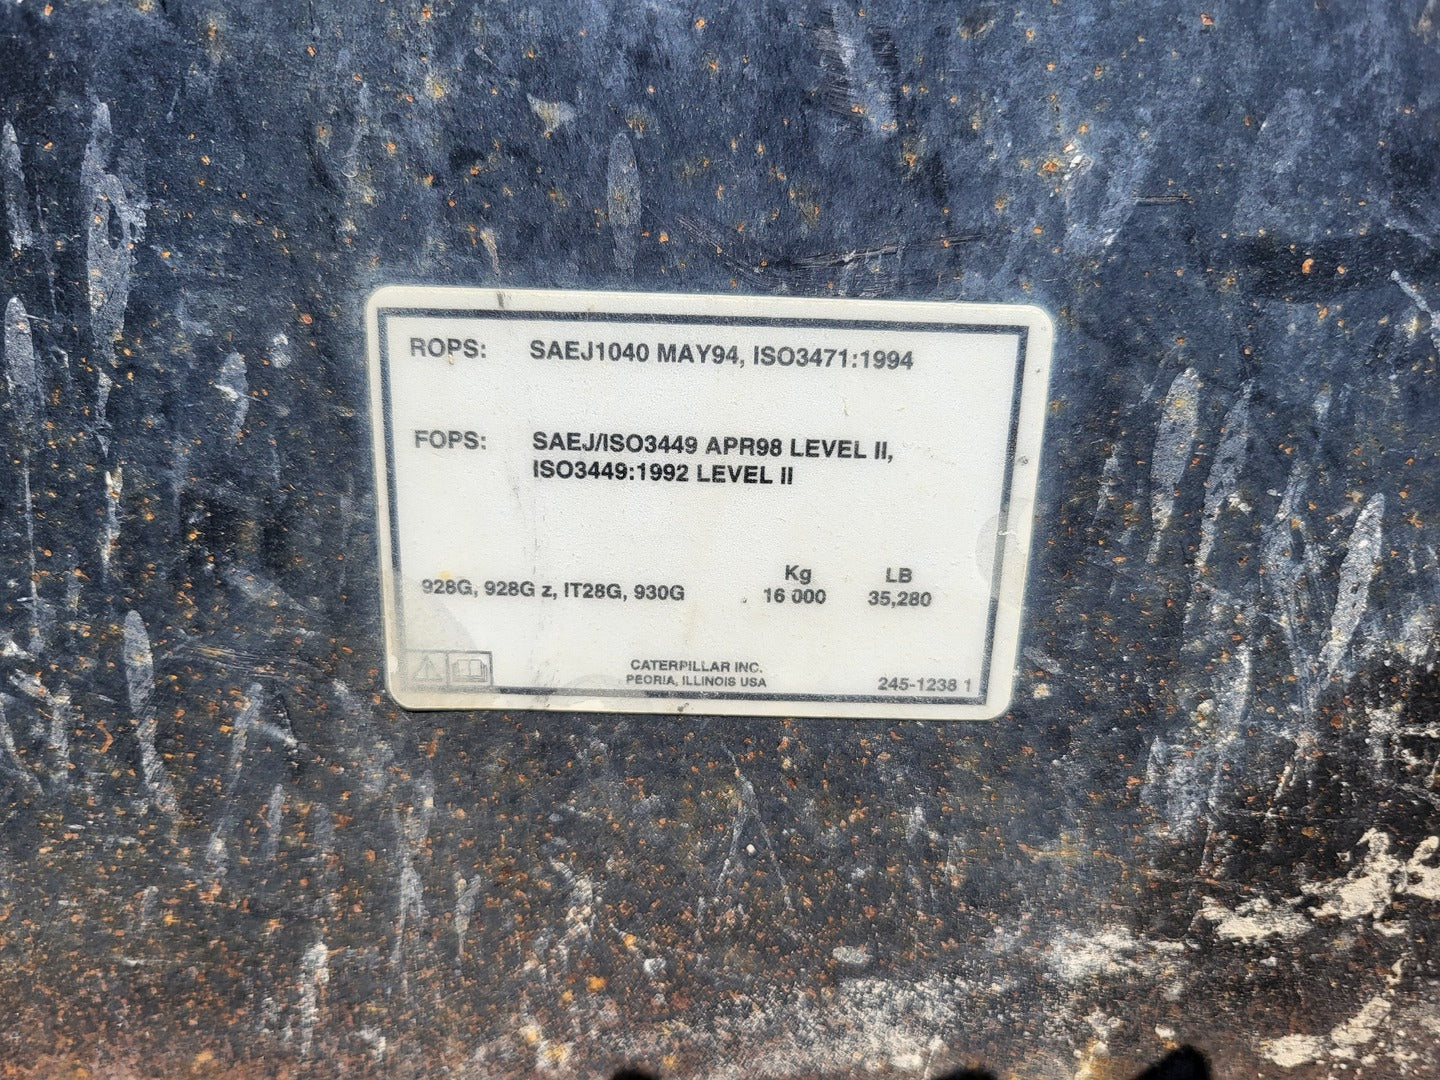 ROPS: SAEJ1040 MAY94, ISO3471:1994
FOPS: SAEJ/ISO3449 APR98 LEVEL II,
ISO3449:1992 LEVEL II
Kg LB
928G, 928G z, IT28G, 930G 16 000 35,280
CATERPILLAR INC.
PEORIA, ILLINOIS USA 245-1238 1